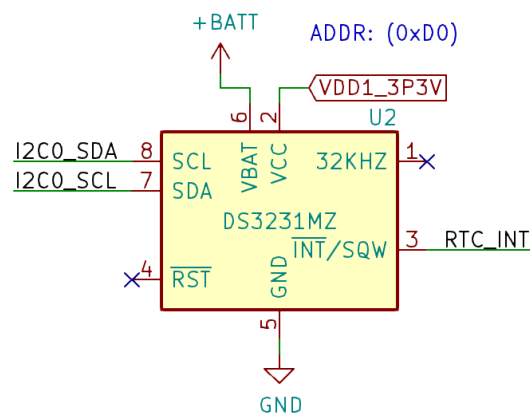 +BATT
ADDR: (0xD0)
VDD1_3P3V
U2
6
2
I2C0_SDA
8
SCL
VBAT
VCC
32KHZ
1
I2C0_SCL
7
SDA
DS3231MZ
INT/SQW
3
RTC_INT
4
RST
GND
5
GND